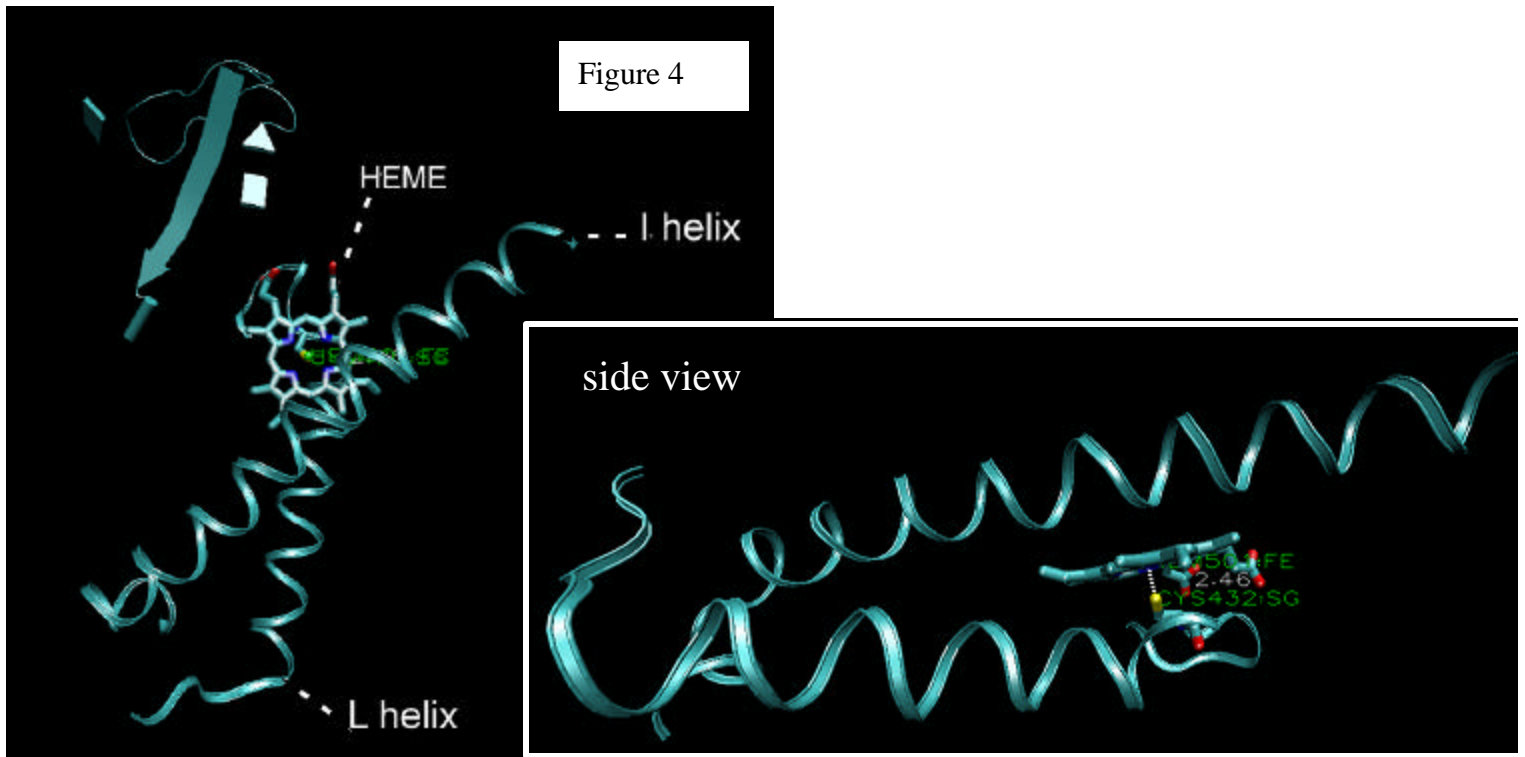 Figure 4
HEME
I helix
side view
2.46
CYS432:SG
L helix